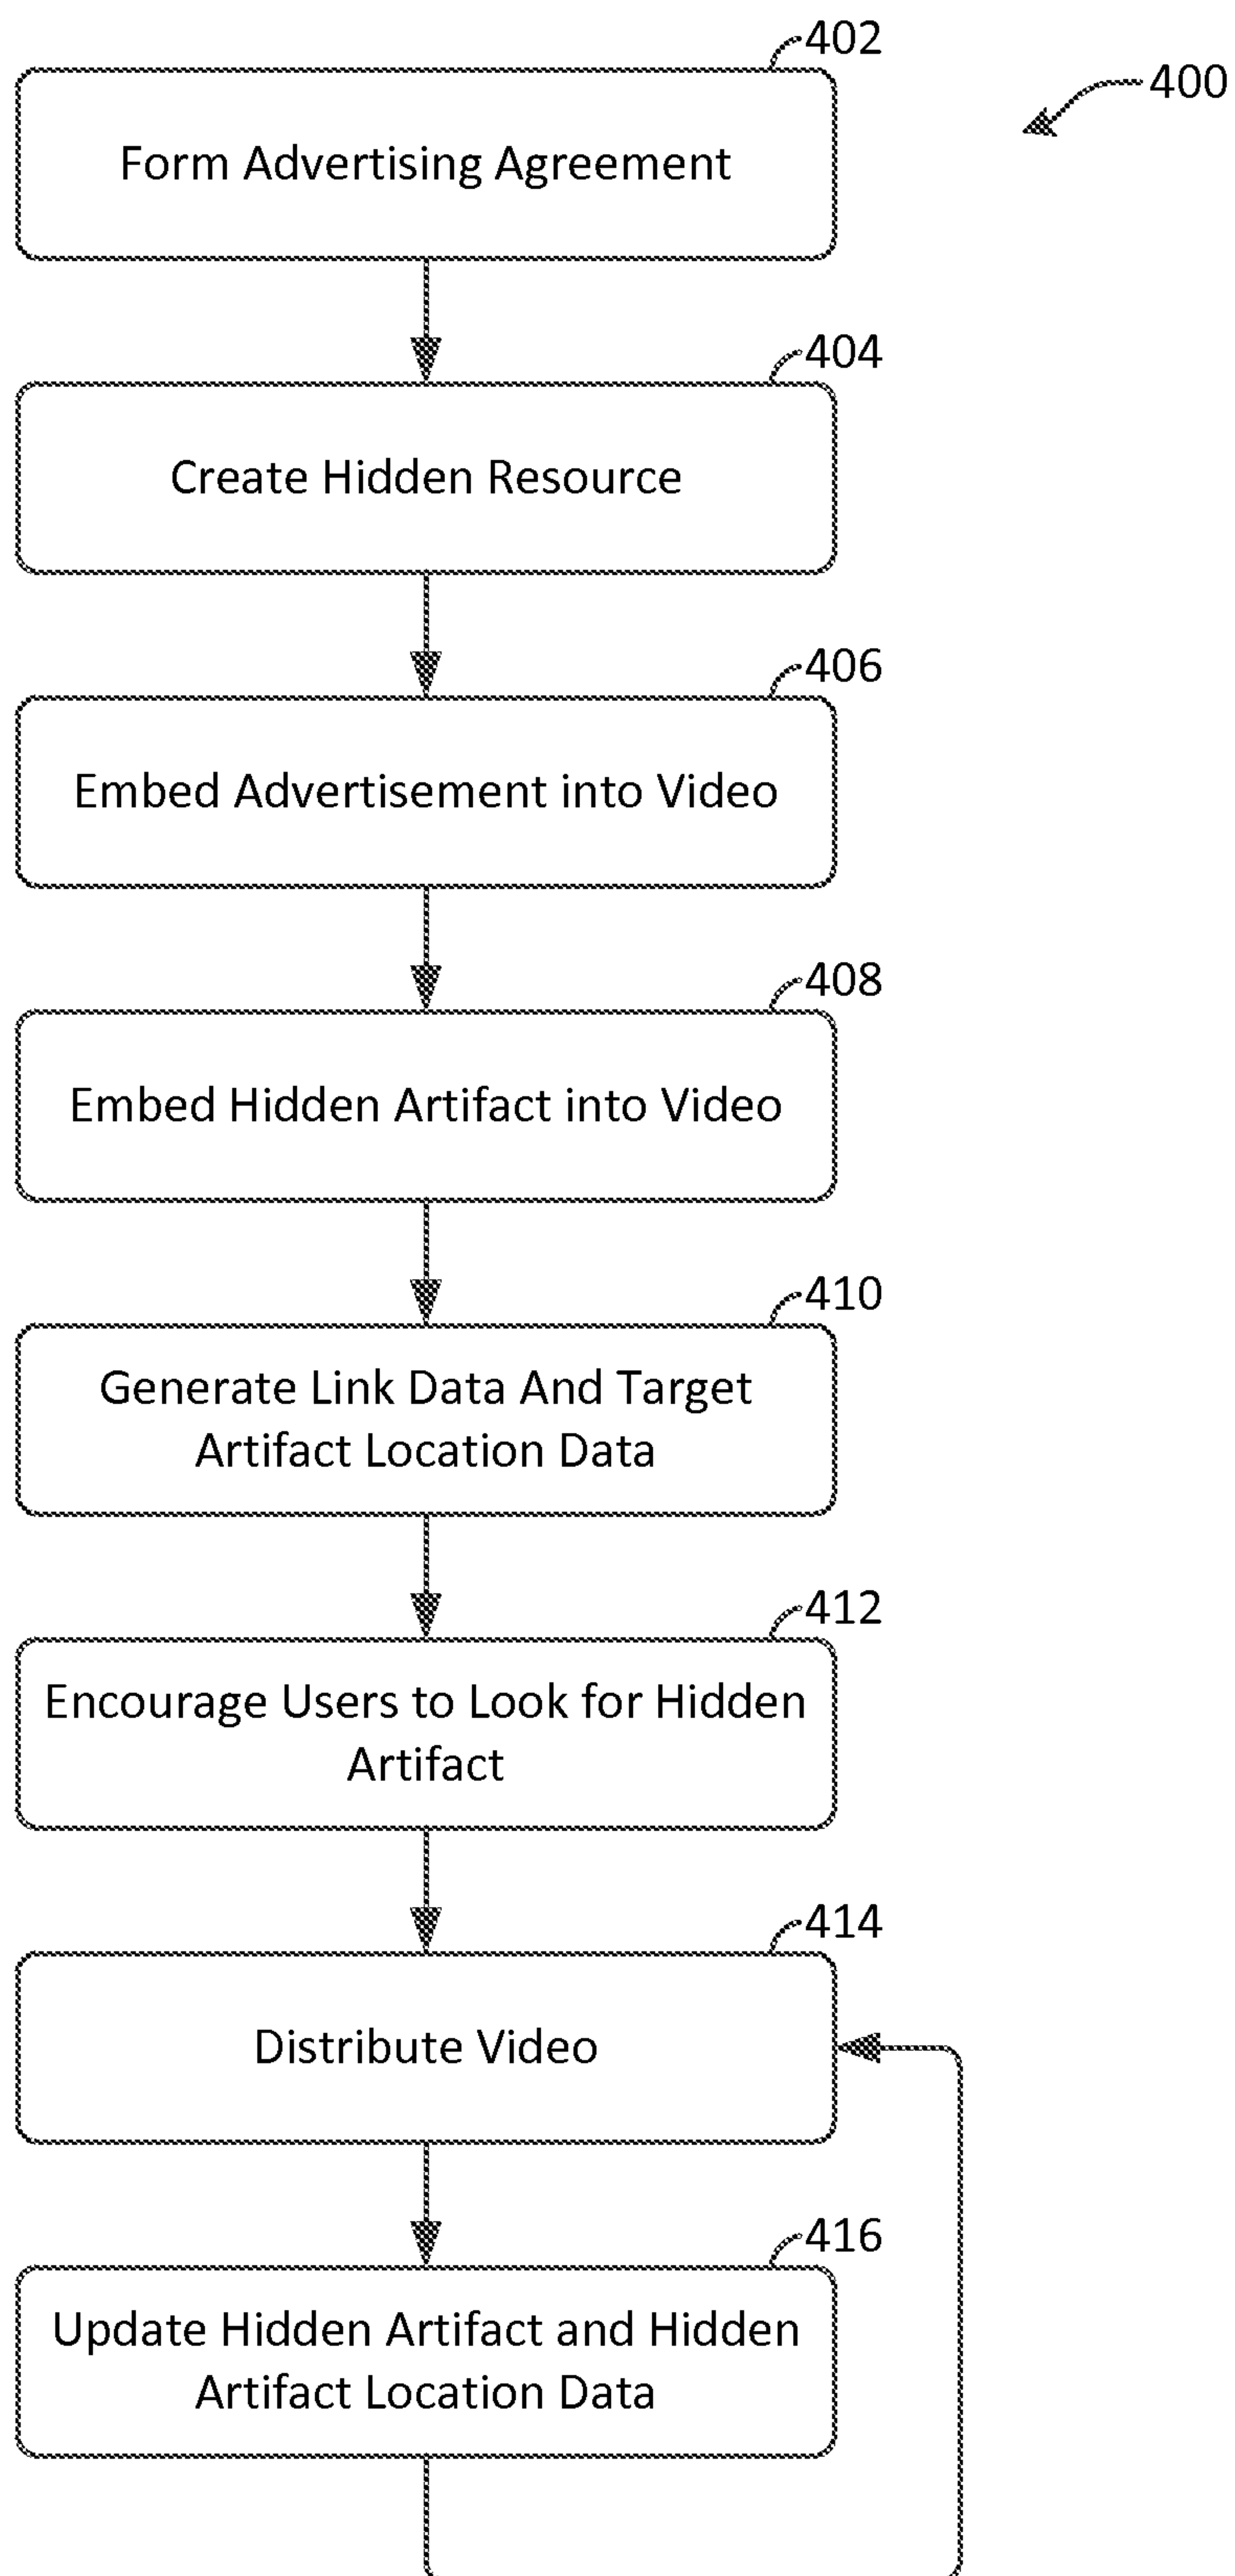 402
400
Form Advertising Agreement
404
Create Hidden Resource
406
Embed Advertisement into Video
408
Embed Hidden Artifact into Video
410
Generate Link Data And Target
Artifact Location Data
412
Encourage Users to Look for Hidden
Artifact
414
Distribute Video
416
Update Hidden Artifact and Hidden
Artifact Location Data